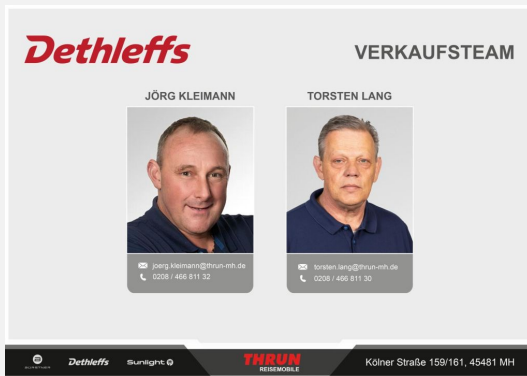 Dethleffs
VERKAUFSTEAM
JÖRG KLEIMANN
TORSTEN LANG
joerg.kleimann@thrun-mh.de
0208 / 466 811 32
torsten.lang@thrun-mh.de
0208 / 466 811 30
BÜRSTNER
Dethleffs
Sunlight
THRUN
REISEMOBILE
Kölner Straße 159/161, 45481 MH